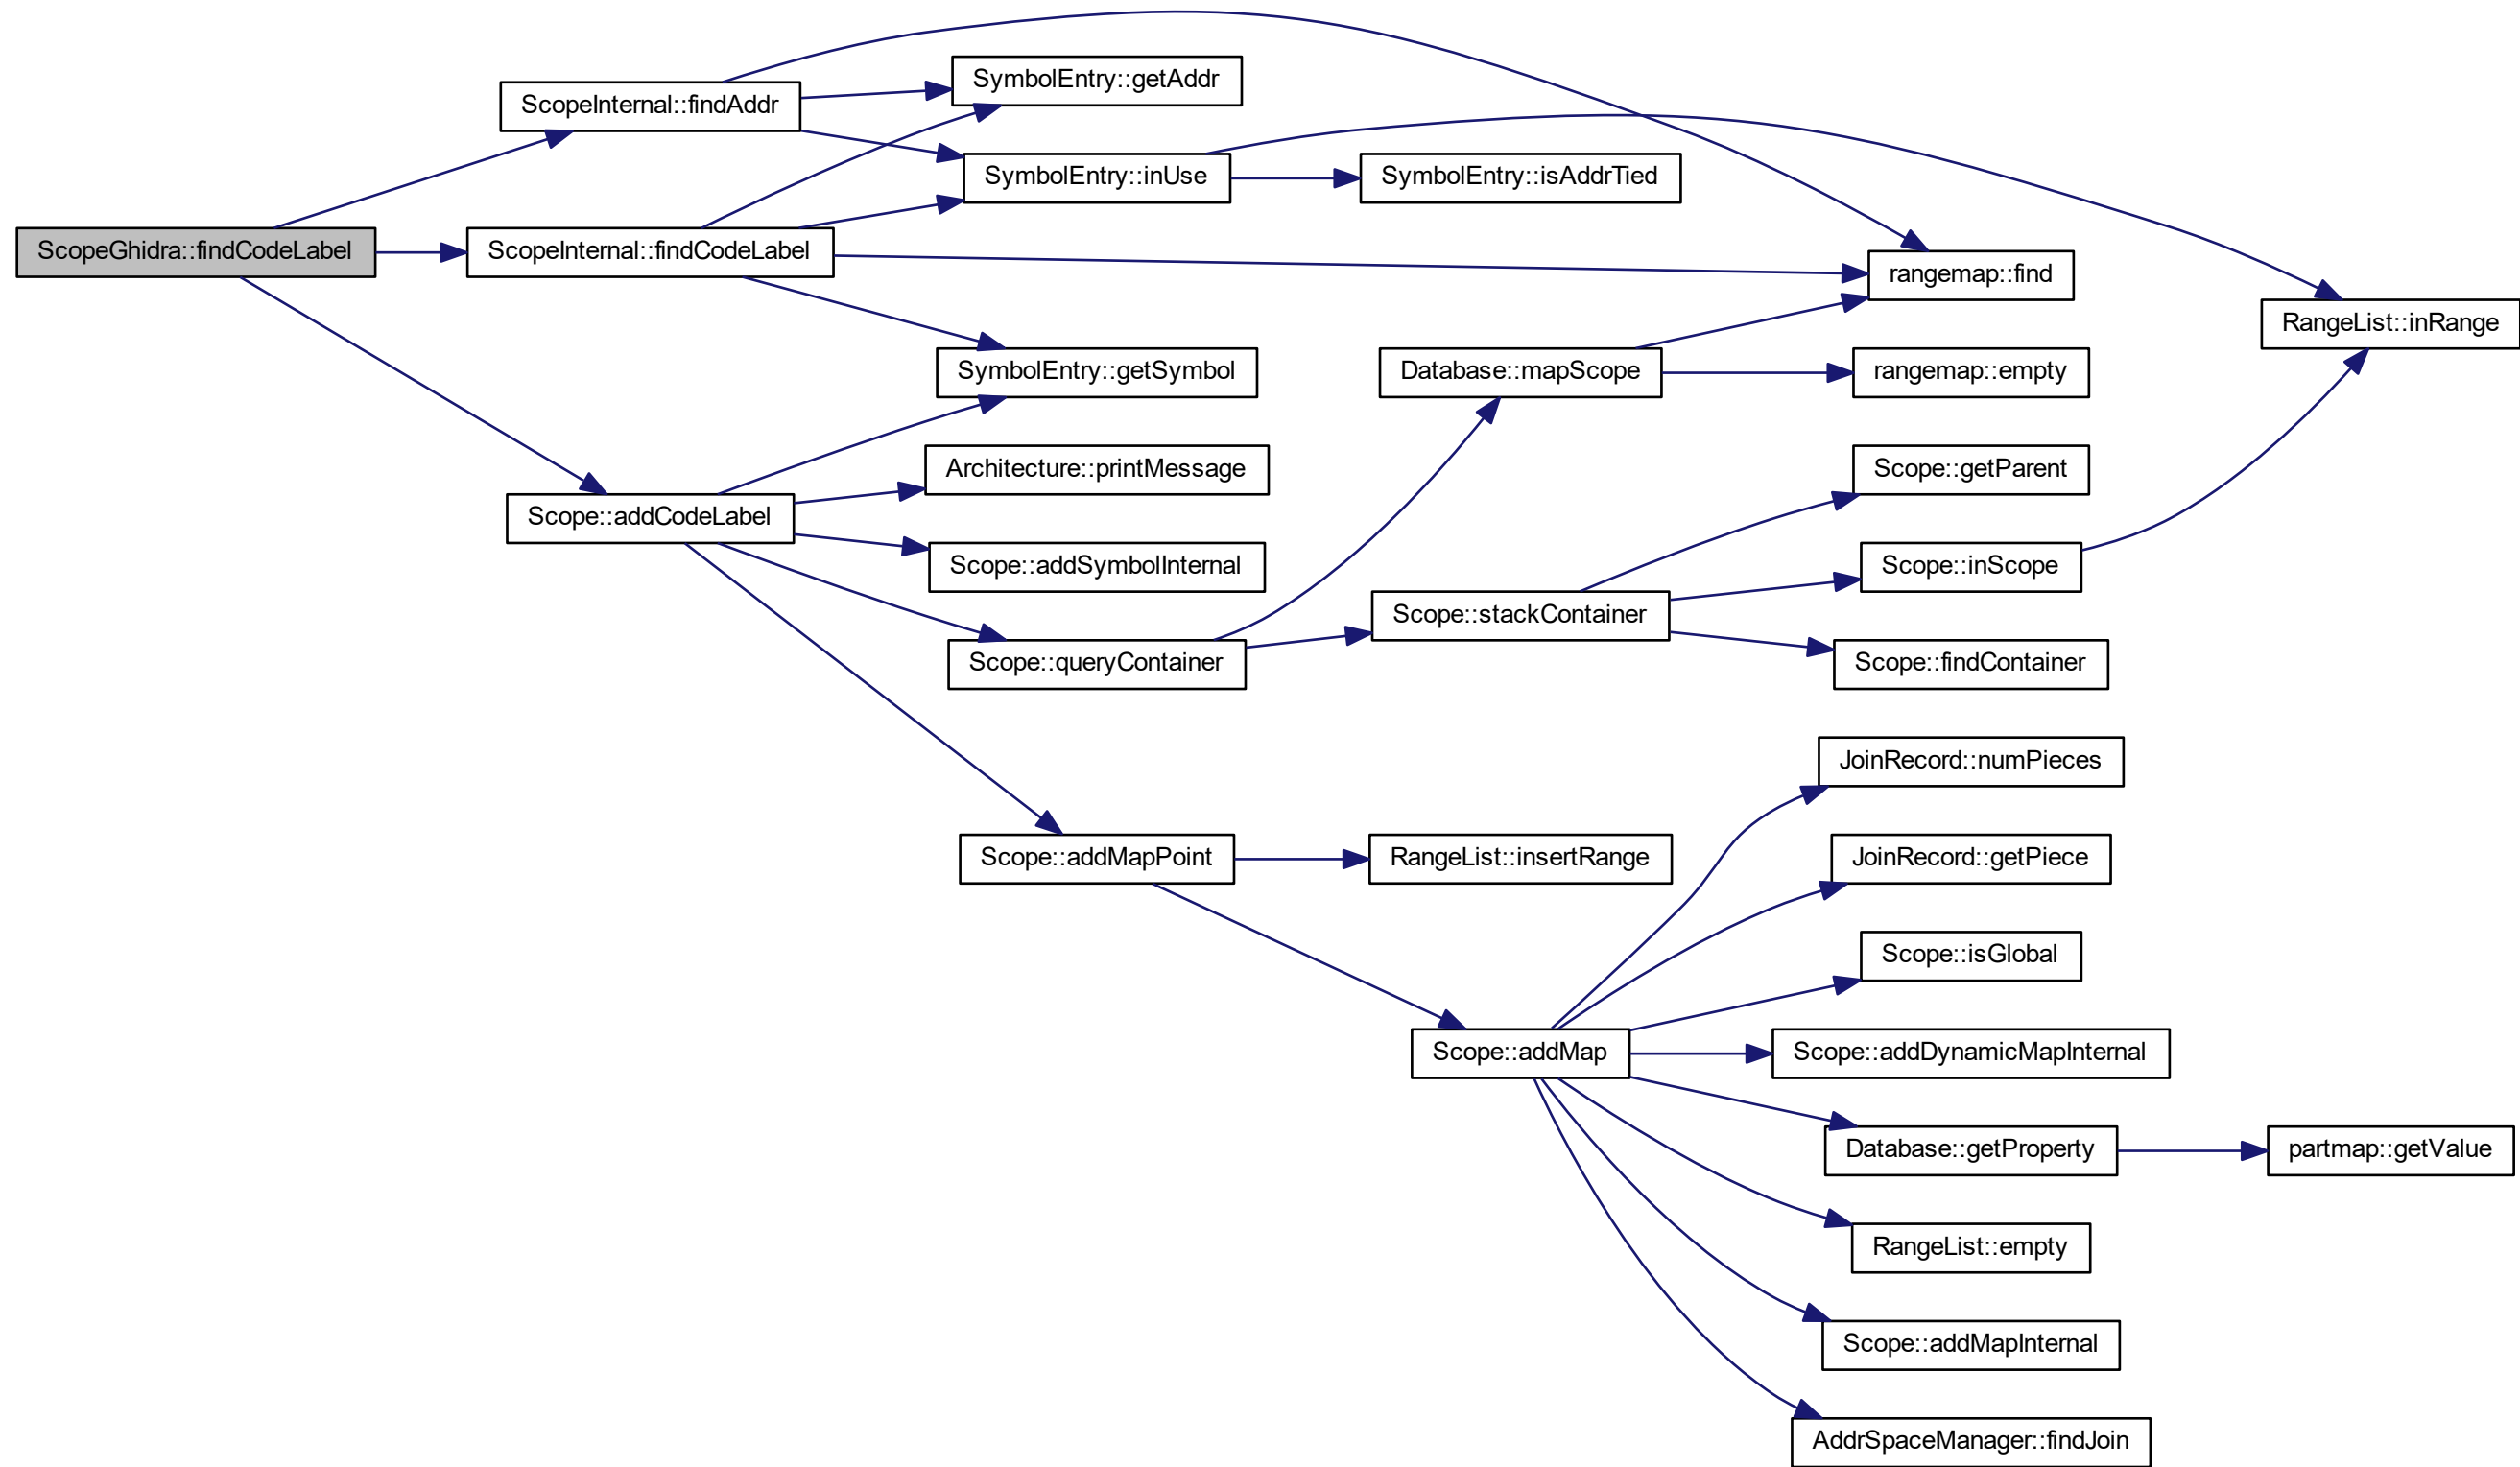 ScopeGhidra::findCodeLabel
ScopeInternal::findAddr
ScopeInternal::findCodeLabel
Scope::addCodeLabel
SymbolEntry::getAddr
SymbolEntry::inUse
SymbolEntry::getSymbol
Architecture::printMessage
Scope::addSymbolInternal
Scope::queryContainer
Scope::addMapPoint
SymbolEntry::isAddrTied
Database::mapScope
Scope::stackContainer
RangeList::insertRange
Scope::addMap
rangemap::find
rangemap::empty
Scope::getParent
Scope::inScope
Scope::findContainer
JoinRecord::numPieces
JoinRecord::getPiece
Scope::isGlobal
Scope::addDynamicMapInternal
Database::getProperty
RangeList::empty
Scope::addMapInternal
AddrSpaceManager::findJoin
RangeList::inRange
partmap::getValue